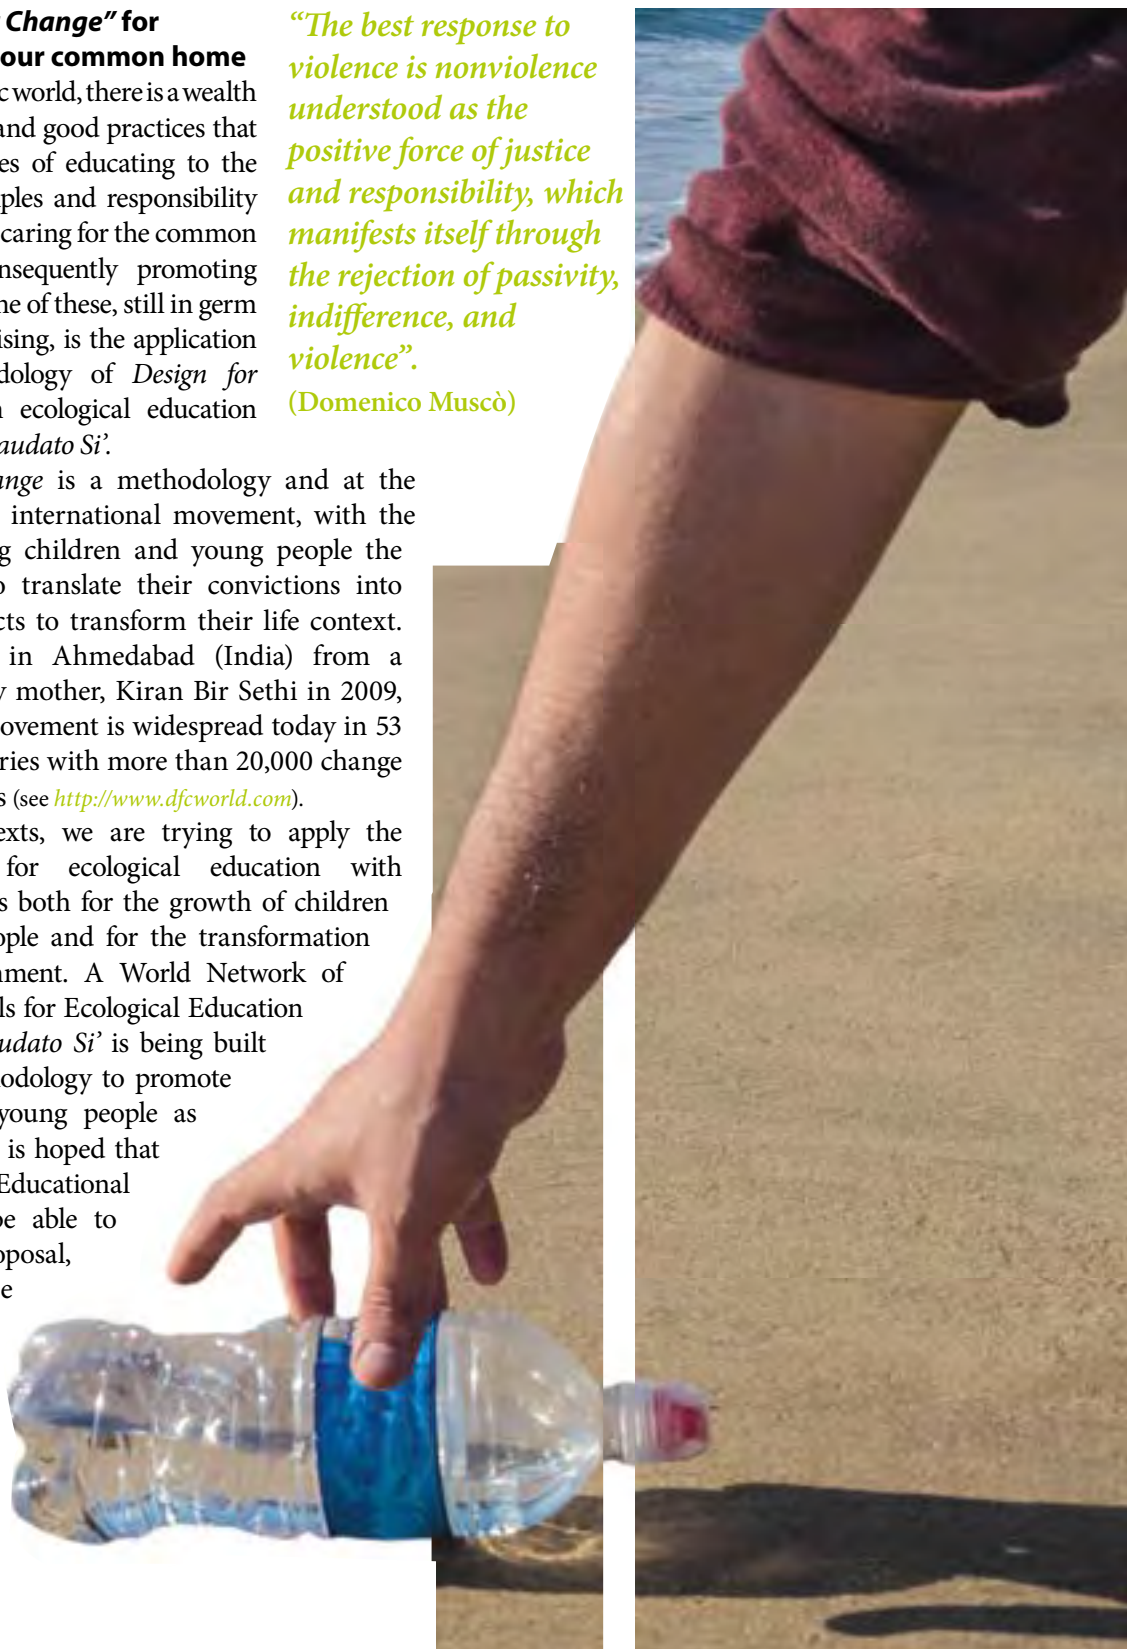 Change” for
our common home
c world, there is a wealth
and good practices that
es of educating to the
ples and responsibility
caring for the common
nsequently promoting
ne of these, still in germ
ising, is the application
dology of Design for
n ecological education
audato Si’.
ange is a methodology and at the
international movement, with the
g children and young people the
o translate their convictions into
cts to transform their life context.
in Ahmedabad (India) from a
y mother, Kiran Bir Sethi in 2009,
ovement is widespread today in 53
ries with more than 20,000 change
s (see http://www.dfcworld.com).
exts, we are trying to apply the
for ecological education with
s both for the growth of children
ople and for the transformation
nment. A World Network of
ls for Ecological Education
udato Si’ is being built
odology to promote
young people as
is hoped that
Educational
be able to
oposal,
e
“The best response to
violence is nonviolence
understood as the
positive force of justice
and responsibility, which
manifests itself through
the rejection of passivity,
indifference, and
violence”.
(Domenico Muscò)